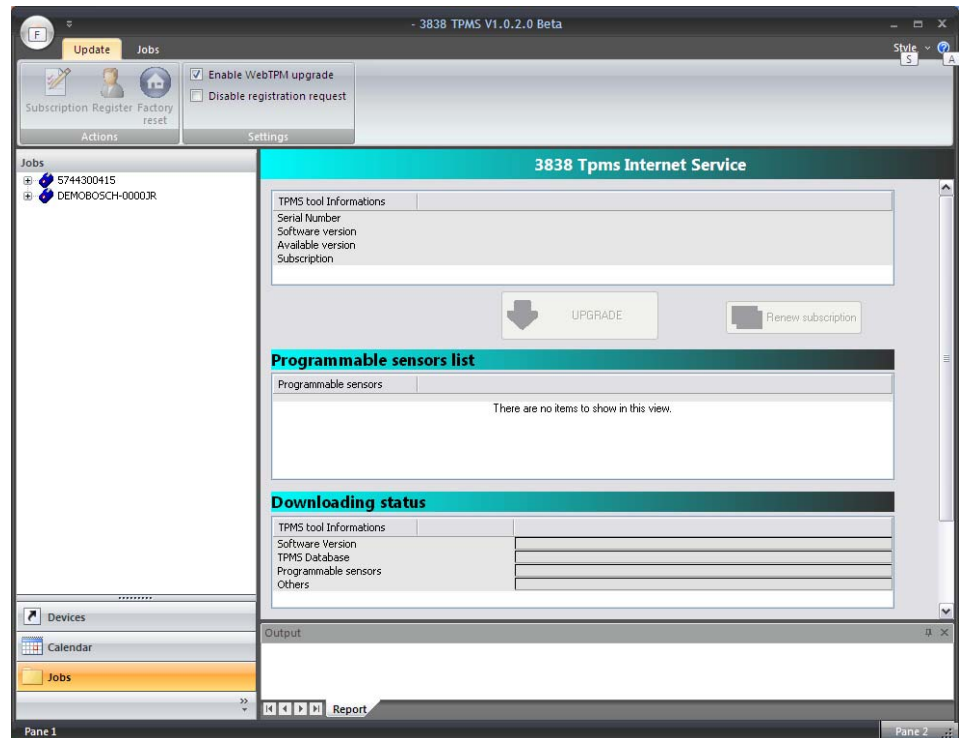 - 3838 TPMS V1.0.2.0 Beta
F
Update Jobs
Style
S
A
Subscription Register Factory reset
Enable WebTPM upgrade
Disable registration request
Actions Settings
Jobs
5744300415
DEMOBOSCH-0000JR
3838 Tpms Internet Service
TPMS tool Informations
Serial Number
Software version
Available version
Subscription
UPGRADE
Renew subscription
Programmable sensors list
Programmable sensors
There are no items to show in this view.
Downloading status
TPMS tool Informations
Software Version
TPMS Database
Programmable sensors
Others
Devices
Calendar
Jobs
Output
Report
Pane 1
Pane 2